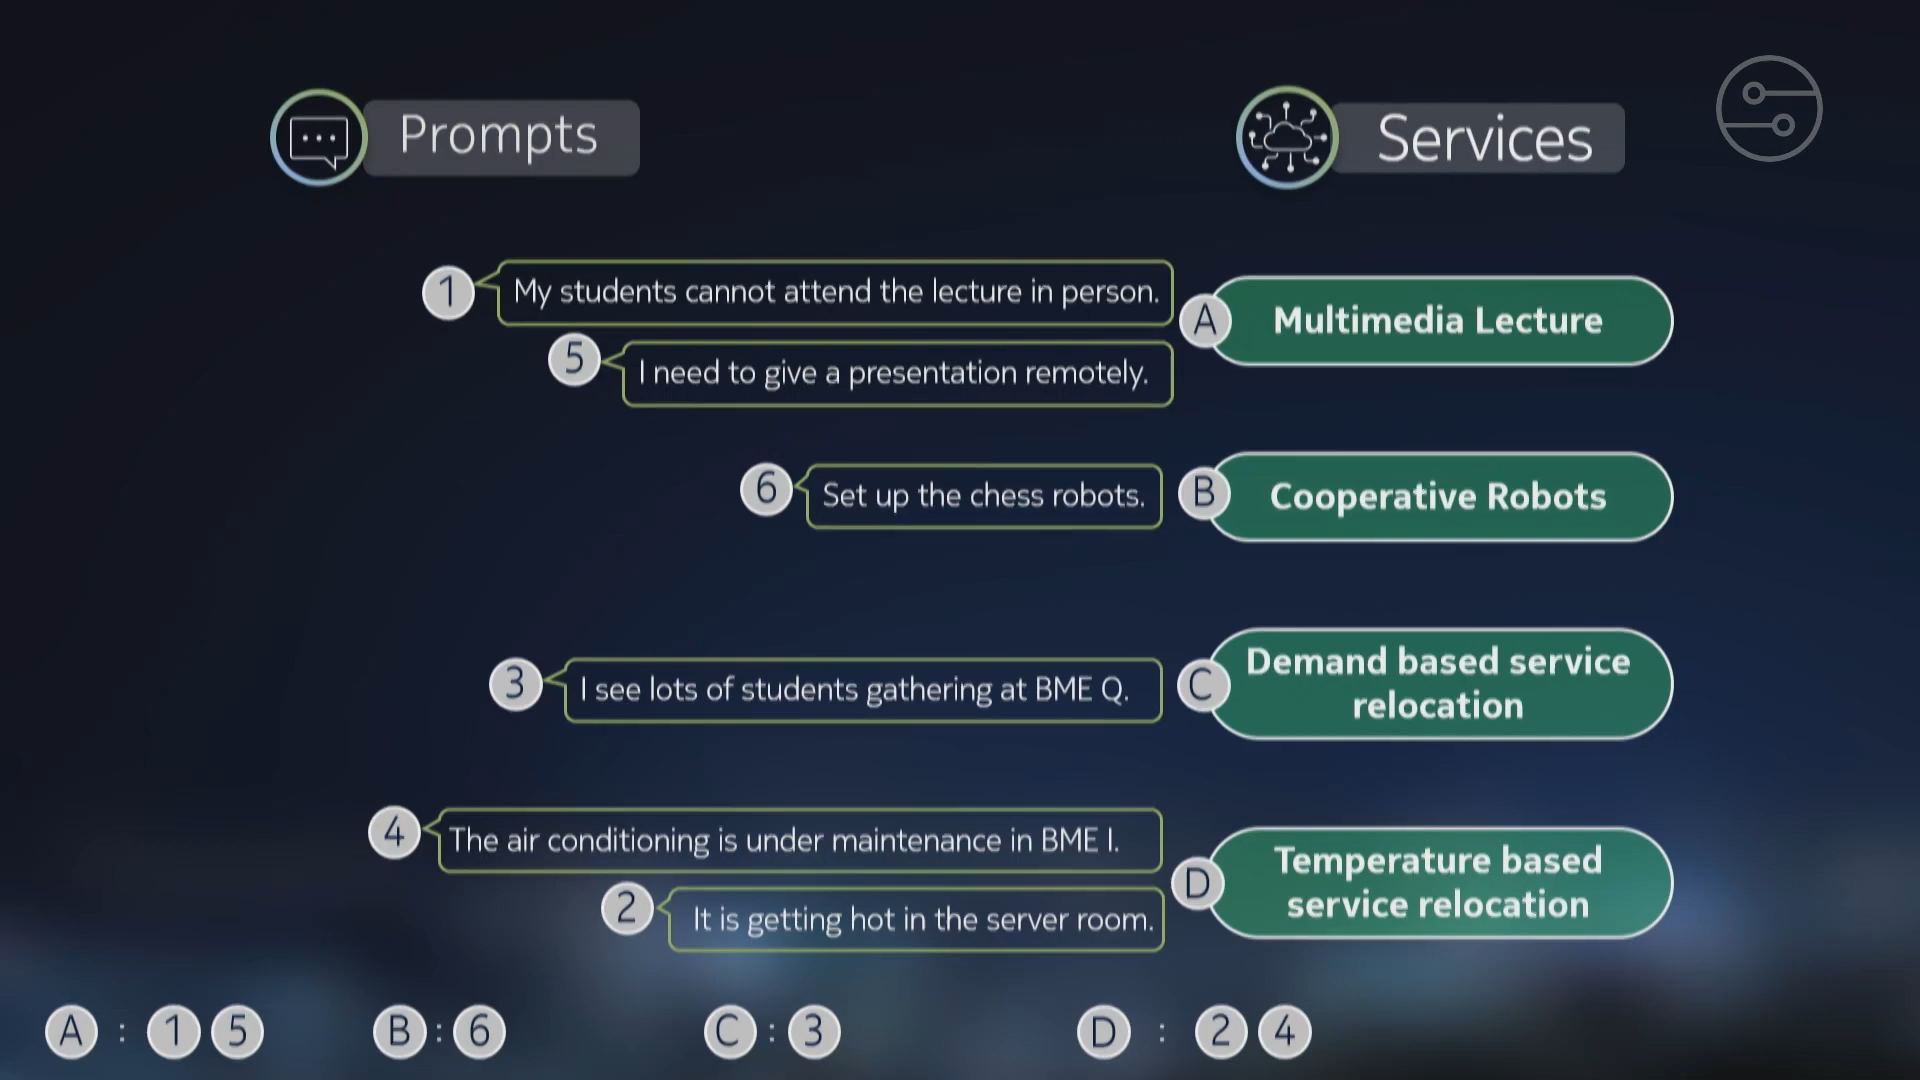 Prompts
Services
1
My students cannot attend the lecture in person.
5
I need to give a presentation remotely.
A
Multimedia Lecture
6
Set up the chess robots.
B
Cooperative Robots
3
I see lots of students gathering at BME Q.
C
Demand based service
relocation
4
The air conditioning is under maintenance in BME I.
2
It is getting hot in the server room.
D
Temperature based
service relocation
A : 1 5
B : 6
C : 3
D : 2 4